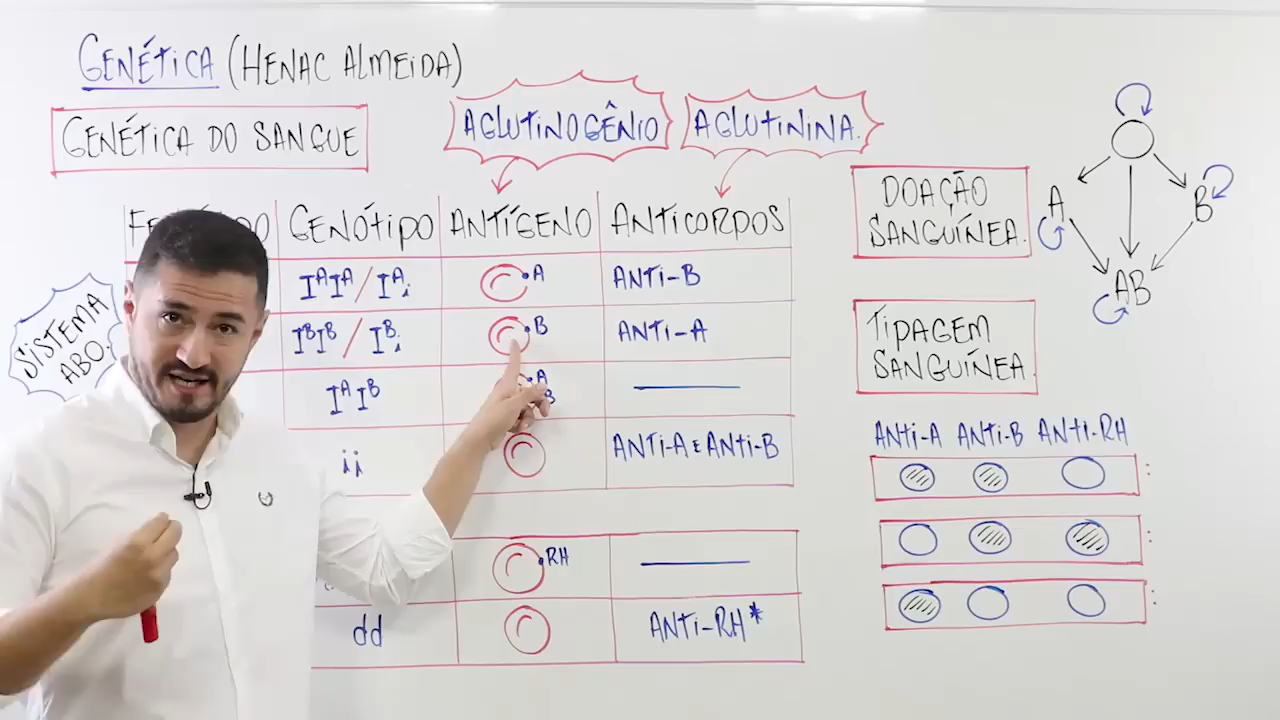 GENÉTICA (HENAC ALMEIDA)
GENÉTICA DO SANGUE
AGLUTINOGÊNIO
AGLUTININA.
GENÓTIPO ANTÍGENO ANTICORPOS
IAIA / IAi A ANTI-B
IBIB / IBi B ANTI-A
IAIB A B
ii ANTI-A E ANTI-B
SISTEMA
ABO.
RH
dd ANTI-RH*
DOAÇÃO
SANGUÍNEA.
A B
AB
TIPAGEM
SANGUÍNEA.
ANTI-A ANTI-B ANTI-RH
:
:
: